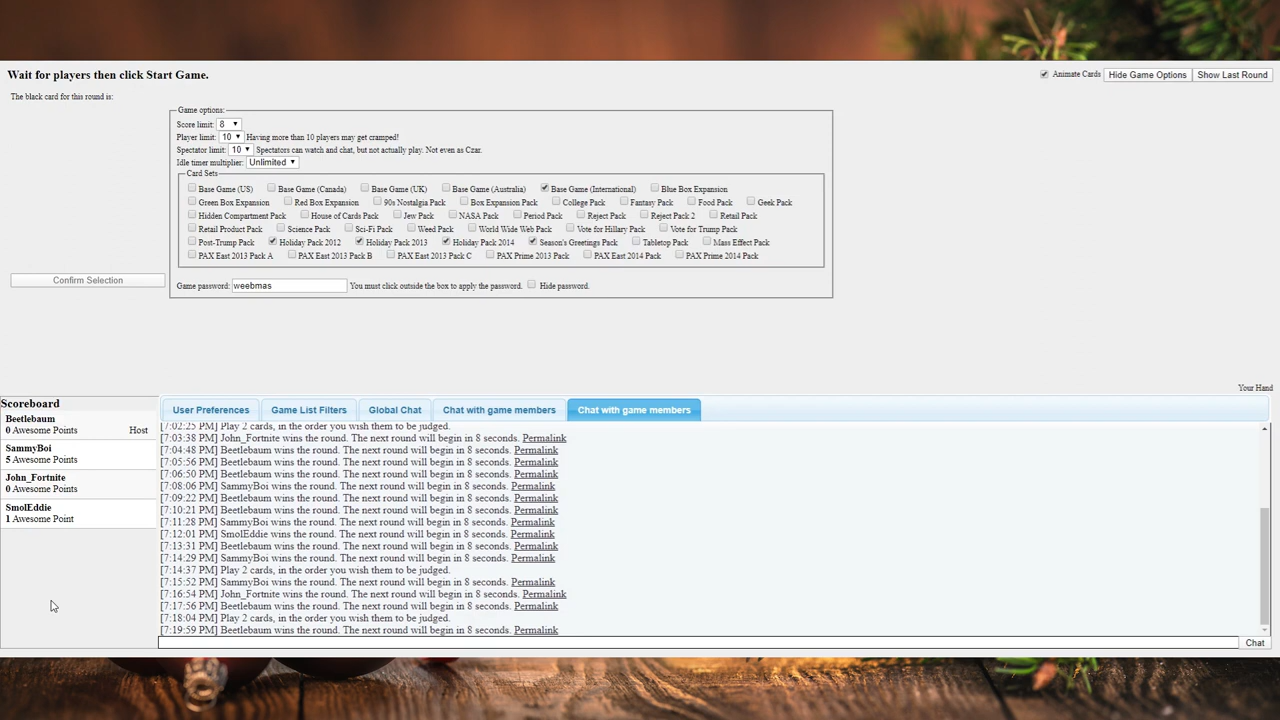 Wait for players then click Start Game.
Animate Cards Hide Game Options Show Last Round
The black card for this round is:
Game options:
Score limit: 8
Player limit: 10 Having more than 10 players may get cramped!
Spectator limit: 10 Spectators can watch and chat, but not actually play. Not even as Czar.
Idle timer multiplier: Unlimited
Card Sets
Base Game (US) Base Game (Canada) Base Game (UK) Base Game (Australia) Base Game (International) Blue Box Expansion
Green Box Expansion Red Box Expansion 90s Nostalgia Pack Box Expansion Pack College Pack Fantasy Pack Food Pack Geek Pack
Hidden Compartment Pack House of Cards Pack Jew Pack NASA Pack Period Pack Reject Pack Reject Pack 2 Retail Pack
Retail Product Pack Science Pack Sci-Fi Pack Weed Pack World Wide Web Pack Vote for Hillary Pack Vote for Trump Pack
Post-Trump Pack Holiday Pack 2012 Holiday Pack 2013 Holiday Pack 2014 Season's Greetings Pack Tabletop Pack Mass Effect Pack
PAX East 2013 Pack A PAX East 2013 Pack B PAX East 2013 Pack C PAX Prime 2013 Pack PAX East 2014 Pack PAX Prime 2014 Pack
Confirm Selection
Game password: weebmas You must click outside the box to apply the password. Hide password.
Your Hand
Scoreboard
Beetlebaum
0 Awesome Points Host
SammyBoi
5 Awesome Points
John_Fortnite
0 Awesome Points
SmolEddie
1 Awesome Point
User Preferences Game List Filters Global Chat Chat with game members Chat with game members
[7:02:25 PM] Play 2 cards, in the order you wish them to be judged.
[7:03:38 PM] John_Fortnite wins the round. The next round will begin in 8 seconds. Permalink
[7:04:48 PM] Beetlebaum wins the round. The next round will begin in 8 seconds. Permalink
[7:05:56 PM] Beetlebaum wins the round. The next round will begin in 8 seconds. Permalink
[7:06:50 PM] Beetlebaum wins the round. The next round will begin in 8 seconds. Permalink
[7:08:06 PM] SammyBoi wins the round. The next round will begin in 8 seconds. Permalink
[7:09:22 PM] Beetlebaum wins the round. The next round will begin in 8 seconds. Permalink
[7:10:21 PM] Beetlebaum wins the round. The next round will begin in 8 seconds. Permalink
[7:11:28 PM] SammyBoi wins the round. The next round will begin in 8 seconds. Permalink
[7:12:01 PM] SmolEddie wins the round. The next round will begin in 8 seconds. Permalink
[7:13:31 PM] Beetlebaum wins the round. The next round will begin in 8 seconds. Permalink
[7:14:29 PM] SammyBoi wins the round. The next round will begin in 8 seconds. Permalink
[7:14:37 PM] Play 2 cards, in the order you wish them to be judged.
[7:15:52 PM] SammyBoi wins the round. The next round will begin in 8 seconds. Permalink
[7:16:54 PM] John_Fortnite wins the round. The next round will begin in 8 seconds. Permalink
[7:17:56 PM] Beetlebaum wins the round. The next round will begin in 8 seconds. Permalink
[7:18:04 PM] Play 2 cards, in the order you wish them to be judged.
[7:19:59 PM] Beetlebaum wins the round. The next round will begin in 8 seconds. Permalink
Chat